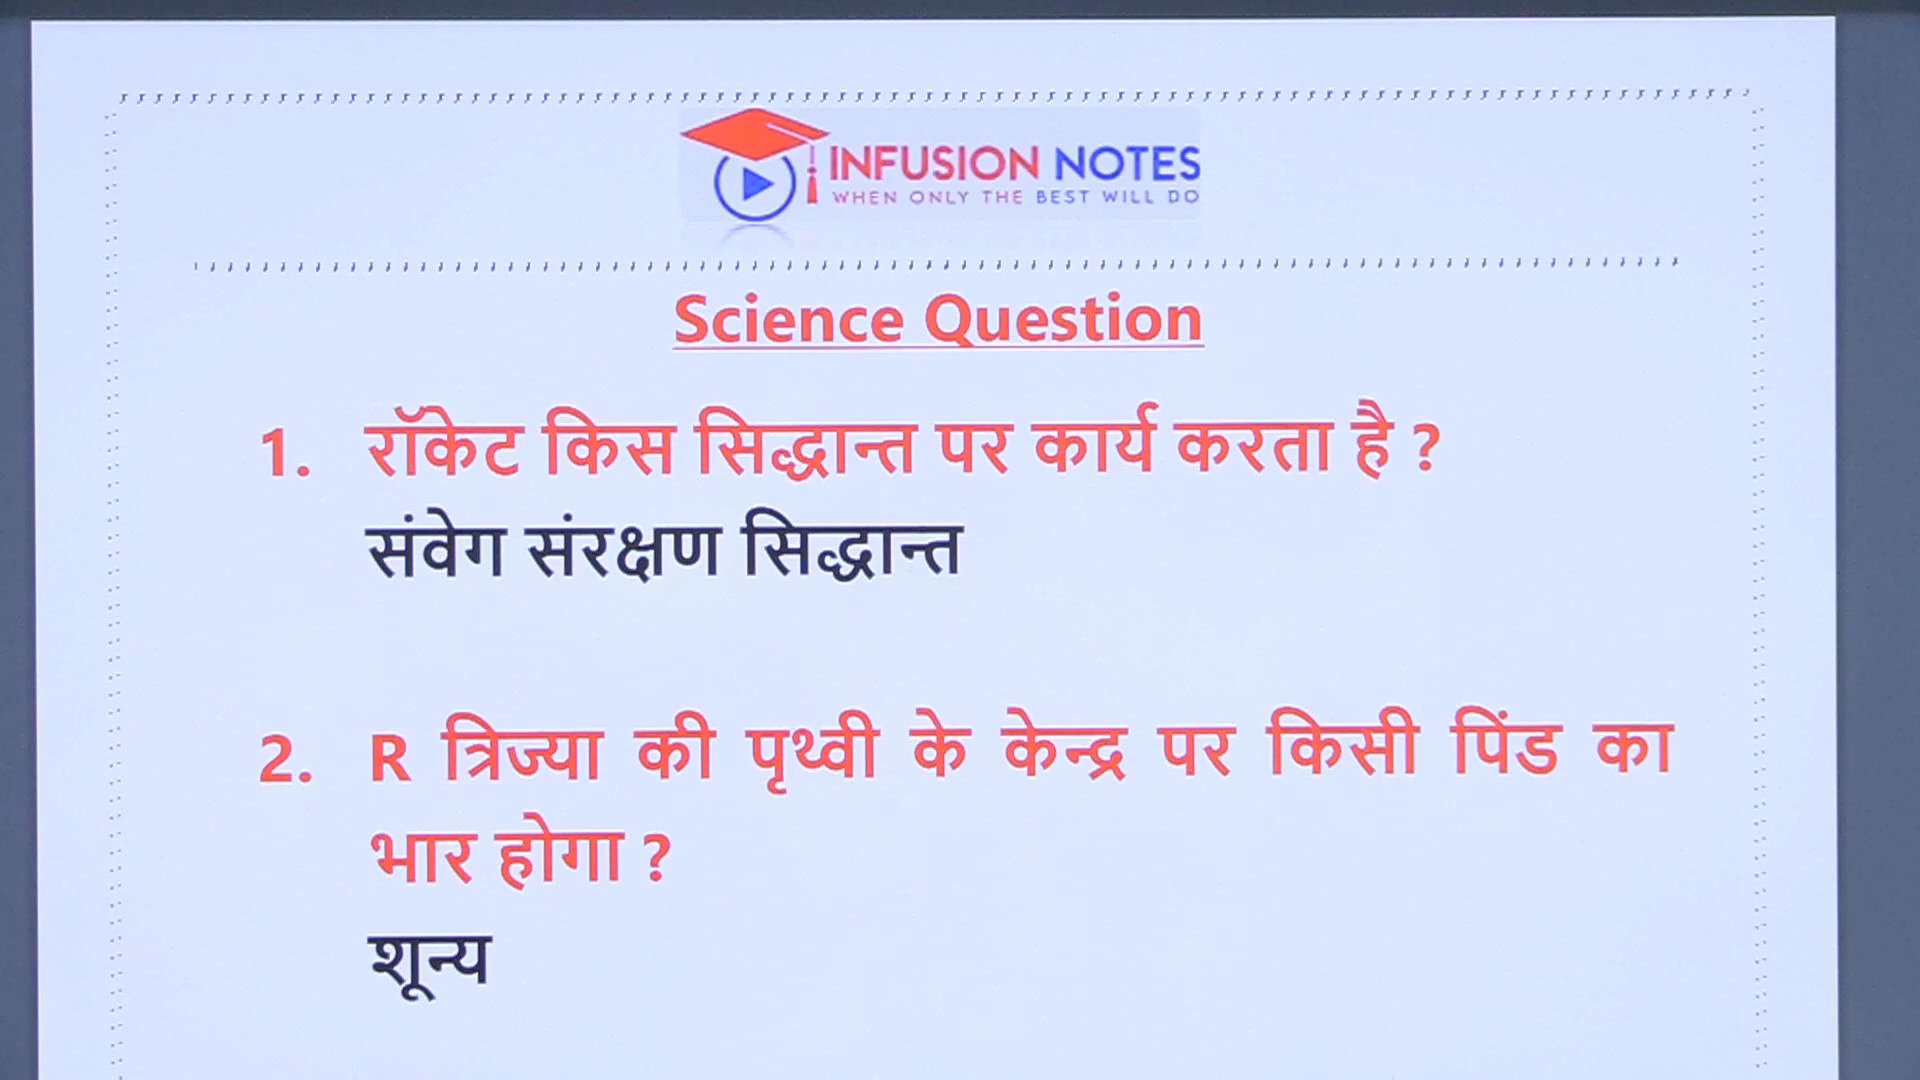 INFUSION NOTES
WHEN ONLY THE BEST WILL DO
Science Question
1. रॉकेट किस सिद्धान्त पर कार्य करता है ?
संवेग संरक्षण सिद्धान्त
2. R त्रिज्या की पृथ्वी के केन्द्र पर किसी पिंड का
भार होगा ?
शून्य